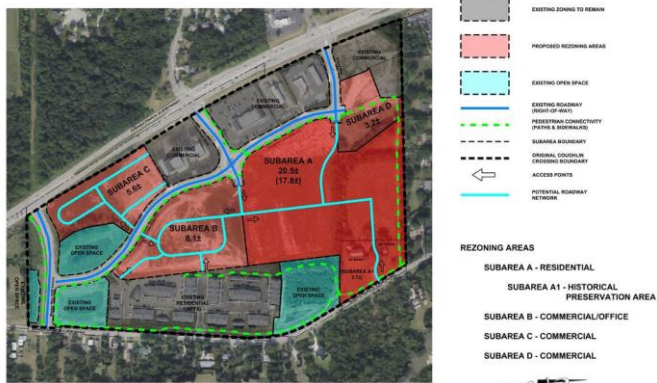 EXISTING ZONING TO REMAIN
PROPOSED REZONING AREAS
EXISTING OPEN SPACE
EXISTING ROADWAY
(RIGHT-OF-WAY)
PEDESTRIAN CONNECTIVITY
(PATHS & SIDEWALKS)
SUBAREA BOUNDARY
ORIGINAL COUGHLIN
CROSSING BOUNDARY
ACCESS POINTS
POTENTIAL ROADWAY
NETWORK
REZONING AREAS
SUBAREA A - RESIDENTIAL
SUBAREA A1 - HISTORICAL
PRESERVATION AREA
SUBAREA B - COMMERCIAL/OFFICE
SUBAREA C - COMMERCIAL
SUBAREA D - COMMERCIAL
EXISTING
COMMERCIAL
EXISTING
COMMERCIAL
EXISTING
COMMERCIAL
SUBAREA D
3.2±
SUBAREA A
20.5±
(17.8±)
SUBAREA C
5.6±
SUBAREA B
6.1±
SUBAREA A1
EXISTING
OPEN SPACE
EXISTING
OPEN SPACE
EXISTING
OPEN SPACE
EXISTING
OPEN SPACE
EXISTING
RESIDENTIAL